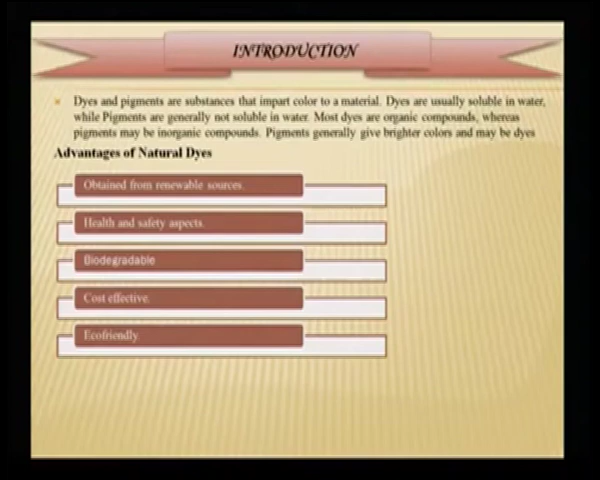 INTRODUCTION
Dyes and pigments are substances that impart color to a material. Dyes are usually soluble in water,
while Pigments are generally not soluble in water. Most dyes are organic compounds, whereas
pigments may be inorganic compounds. Pigments generally give brighter colors and may be dyes
Advantages of Natural Dyes
Obtained from renewable sources.
Health and safety aspects.
Biodegradable
Cost effective.
Ecofriendly.